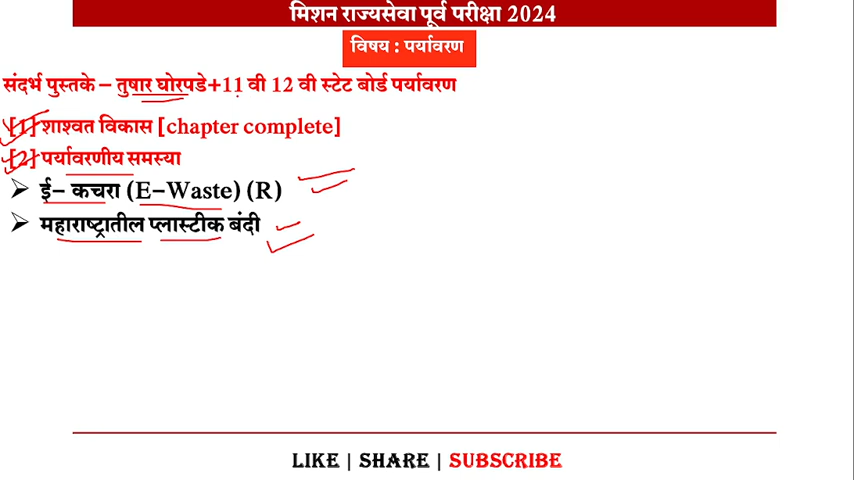 मिशन राज्यसेवा पूर्व परीक्षा 2024
विषय : पर्यावरण
संदर्भ पुस्तके – तुषार घोरपडे+11 वी 12 वी स्टेट बोर्ड पर्यावरण
[1] शाश्वत विकास [chapter complete]
[2] पर्यावरणीय समस्या
➢ ई– कचरा (E–Waste) (R)
➢ महाराष्ट्रातील प्लास्टीक बंदी
LIKE | SHARE | SUBSCRIBE